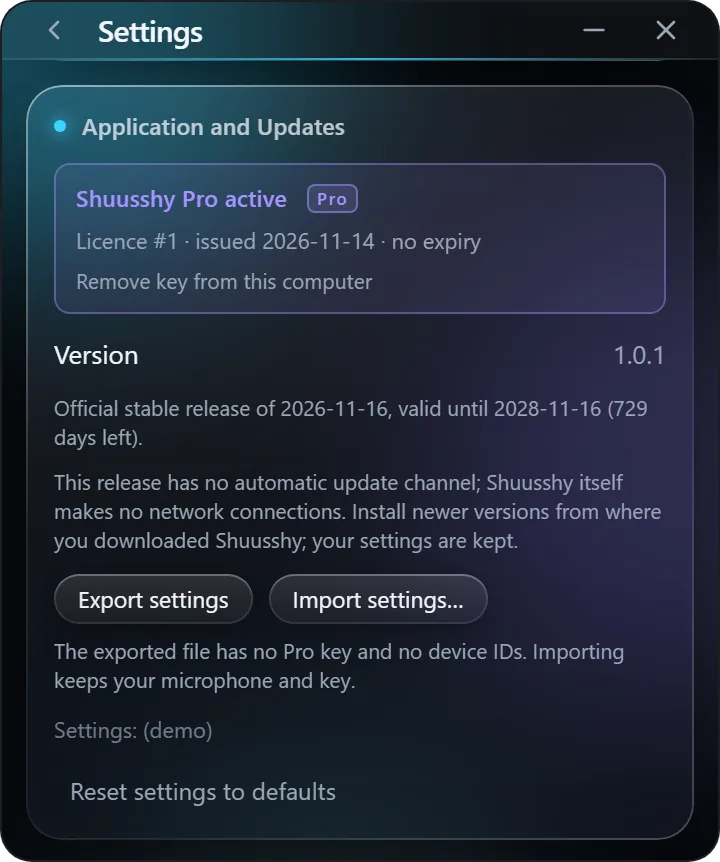 Settings
Application and Updates
Shuusshy Pro active Pro
Licence #1 · issued 2026-11-14 · no expiry
Remove key from this computer
Version 1.0.1
Official stable release of 2026-11-16, valid until 2028-11-16 (729
days left).
This release has no automatic update channel; Shuusshy itself
makes no network connections. Install newer versions from where
you downloaded Shuusshy; your settings are kept.
Export settings Import settings...
The exported file has no Pro key and no device IDs. Importing
keeps your microphone and key.
Settings: (demo)
Reset settings to defaults